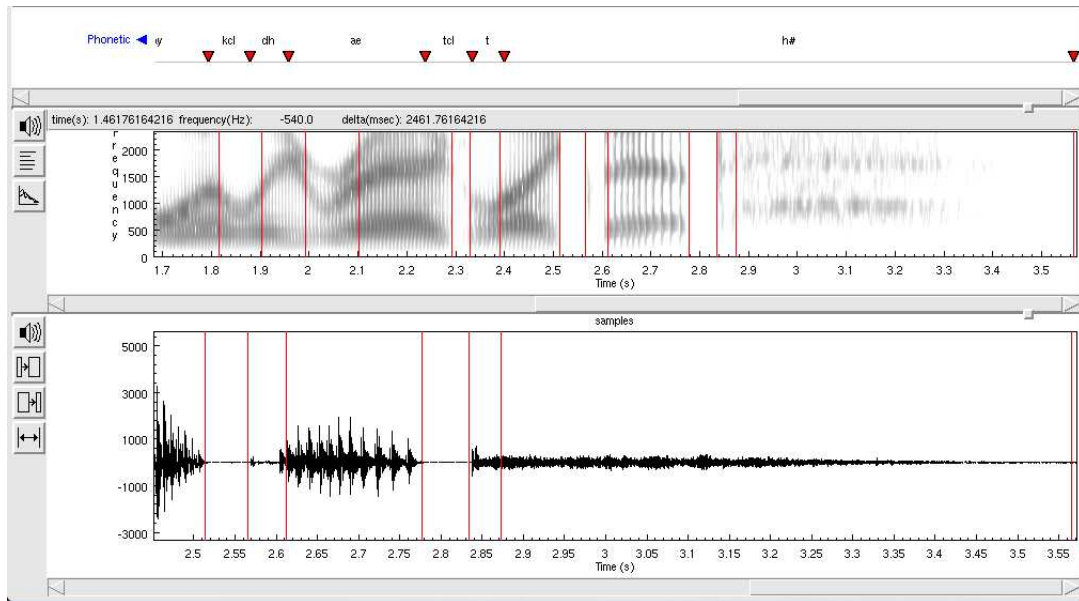 Phonetic ◀ y kcl dh ae tcl t h#
time(s): 1.46176164216 frequency(Hz): -540.0 delta(msec): 2461.76164216
frequency
2000
1500
1000
500
0
1.7 1.8 1.9 2 2.1 2.2 2.3 2.4 2.5 2.6 2.7 2.8 2.9 3 3.1 3.2 3.3 3.4 3.5
Time (s)
samples
5000
3000
1000
-1000
-3000
2.5 2.55 2.6 2.65 2.7 2.75 2.8 2.85 2.9 2.95 3 3.05 3.1 3.15 3.2 3.25 3.3 3.35 3.4 3.45 3.5 3.55
Time (s)